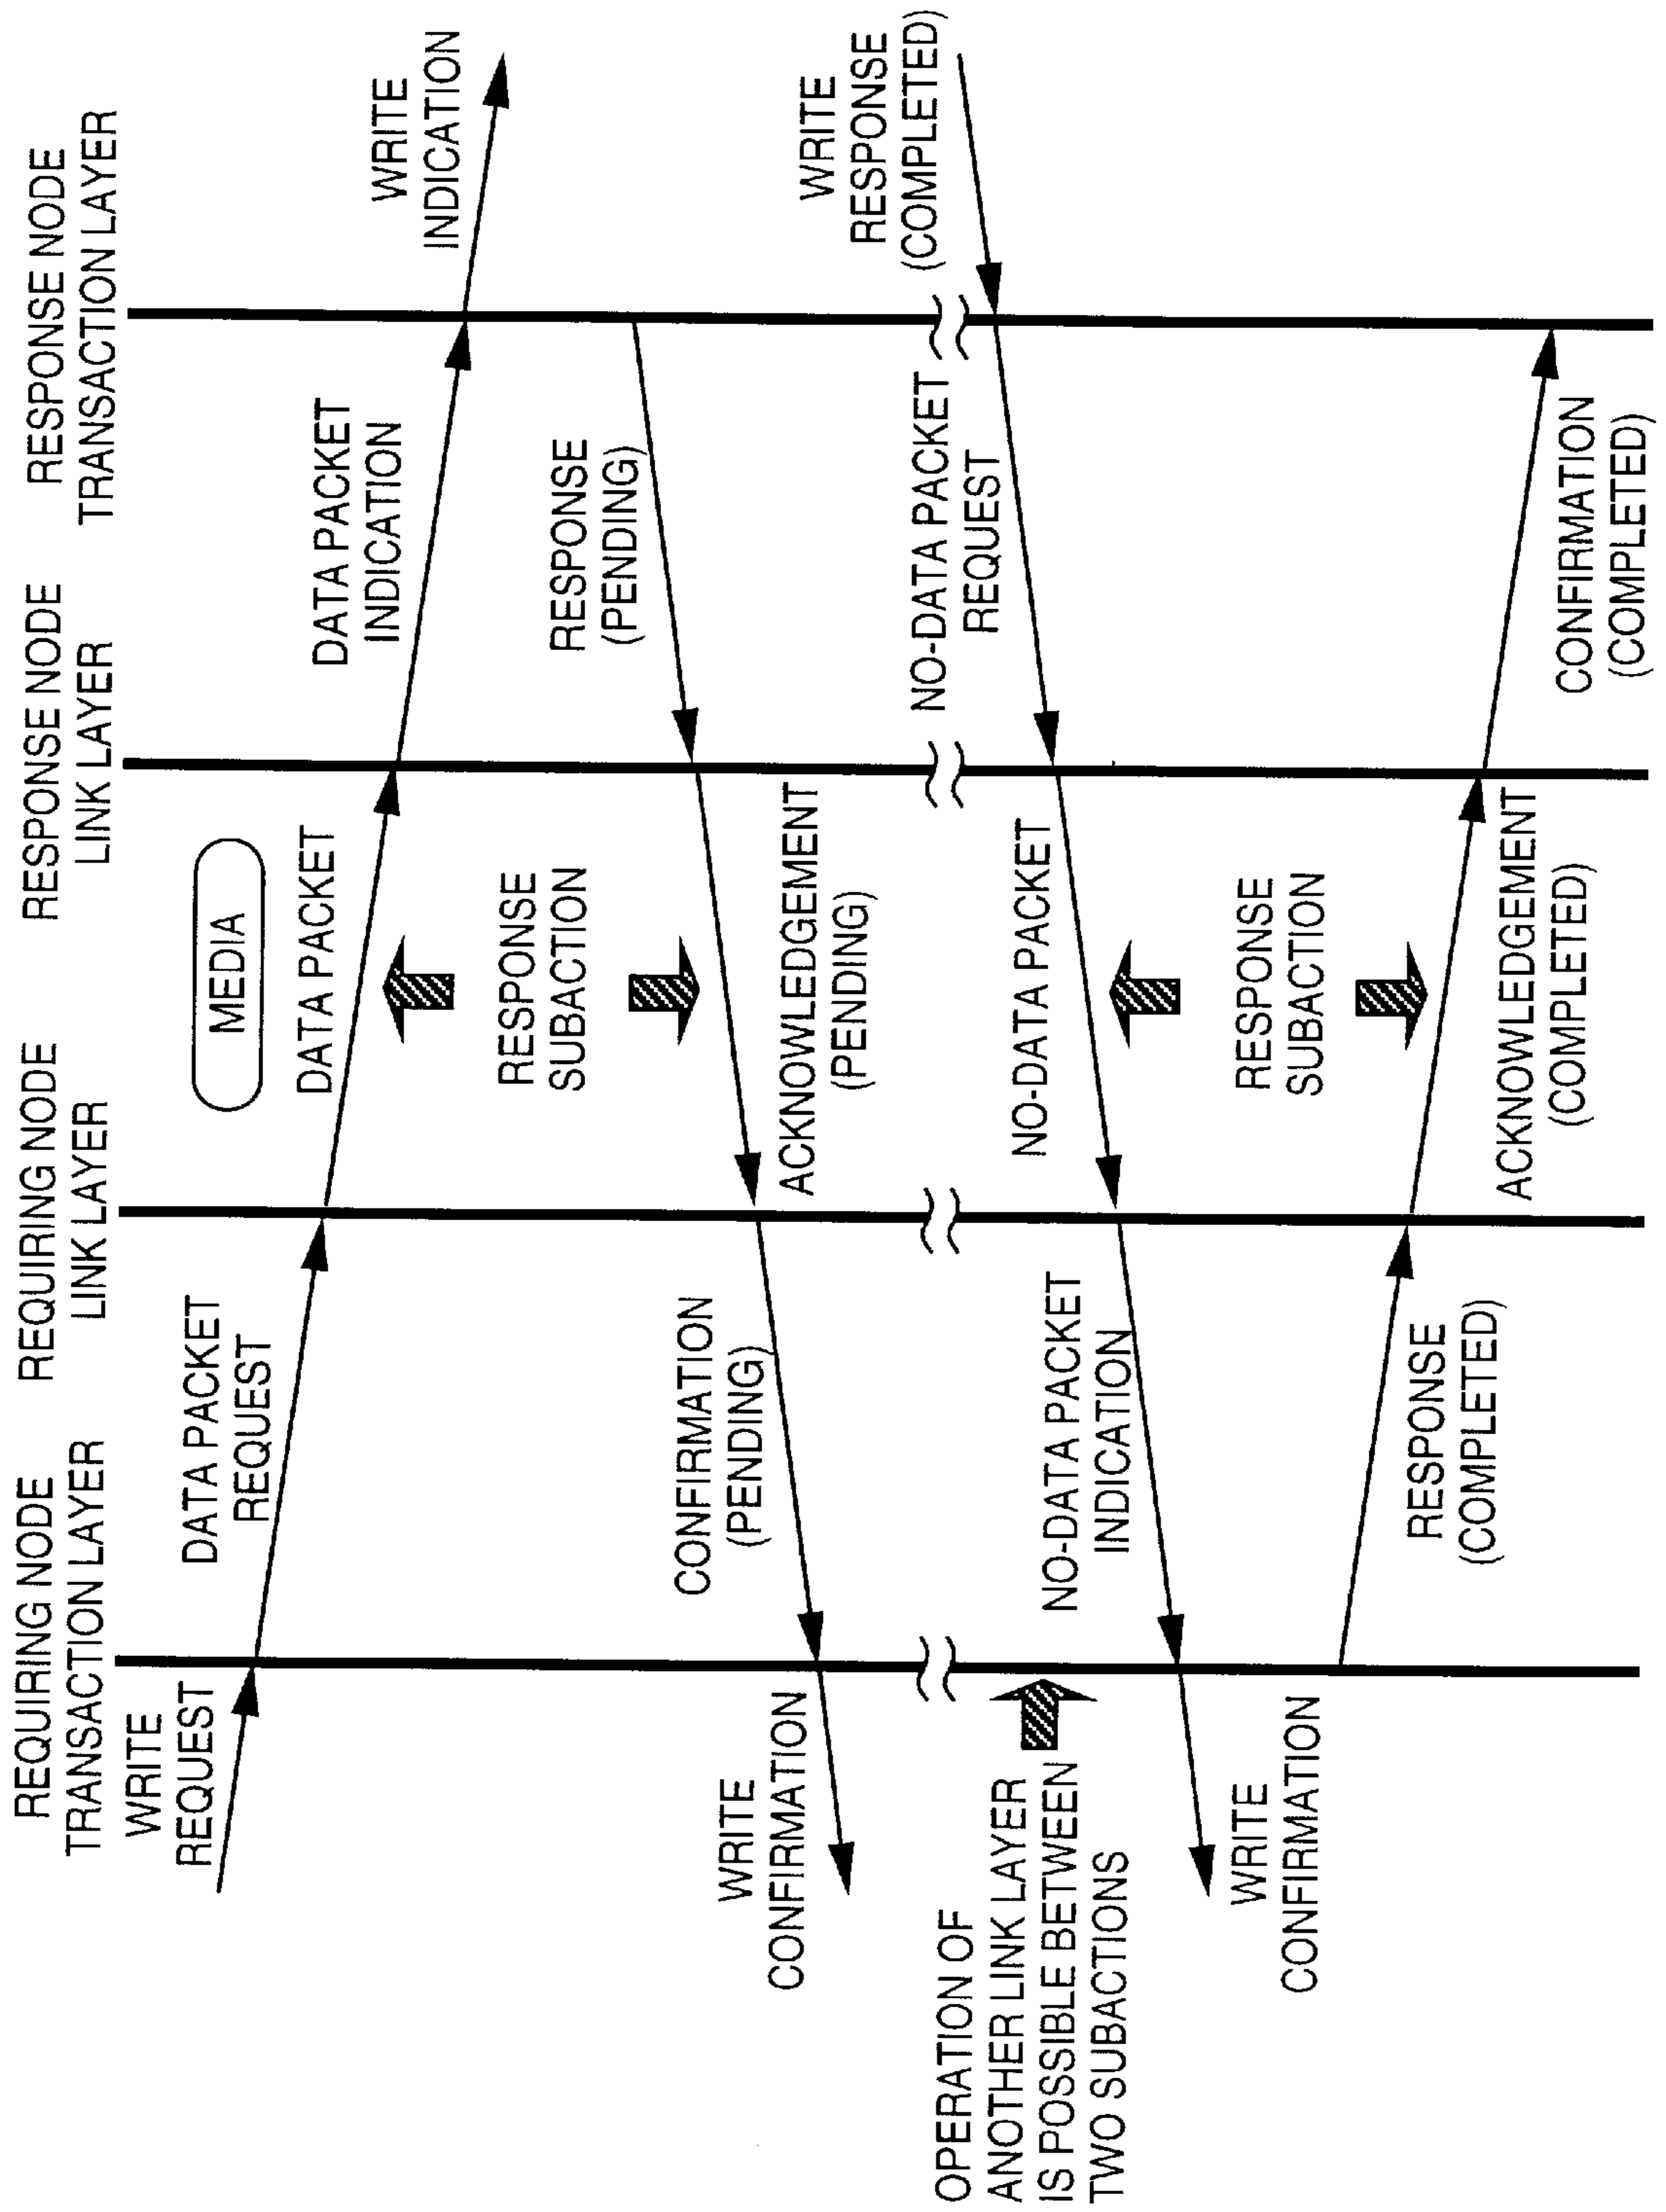 REQUIRING NODE
TRANSACTION LAYER
REQUIRING NODE
LINK LAYER
RESPONSE NODE
LINK LAYER
RESPONSE NODE
TRANSACTION LAYER
WRITE
REQUEST
DATA PACKET
REQUEST
MEDIA
DATA PACKET
DATA PACKET
INDICATION
WRITE
INDICATION
RESPONSE
SUBACTION
RESPONSE
(PENDING)
ACKNOWLEDGEMENT
(PENDING)
CONFIRMATION
(PENDING)
WRITE
CONFIRMATION
OPERATION OF
ANOTHER LINK LAYER
IS POSSIBLE BETWEEN
TWO SUBACTIONS
WRITE
RESPONSE
(COMPLETED)
NO-DATA PACKET
REQUEST
NO-DATA PACKET
NO-DATA PACKET
INDICATION
WRITE
CONFIRMATION
RESPONSE
SUBACTION
RESPONSE
(COMPLETED)
ACKNOWLEDGEMENT
(COMPLETED)
CONFIRMATION
(COMPLETED)